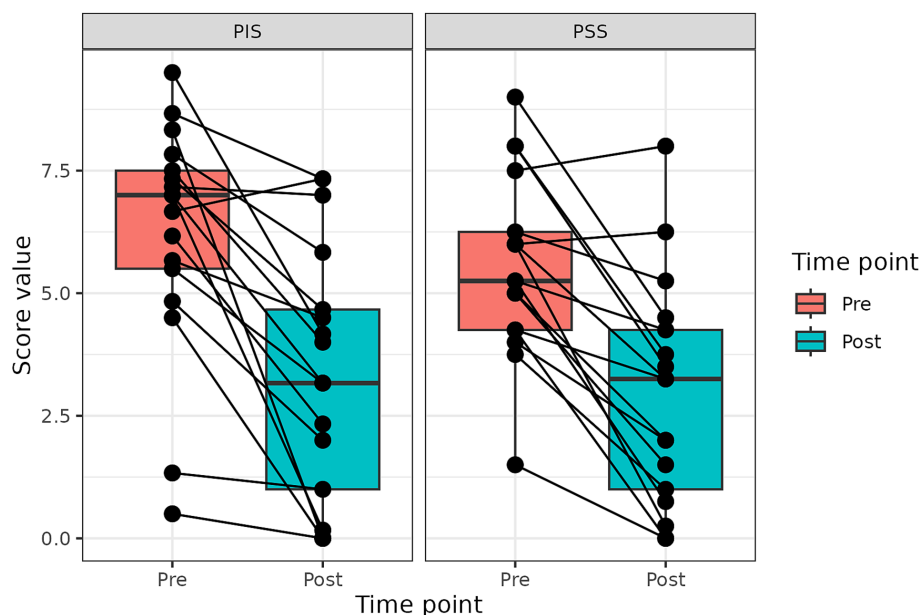 PIS
PSS
Score value
7.5
5.0
2.5
0.0
Pre
Post
Pre
Post
Time point
Time point
Pre
Post